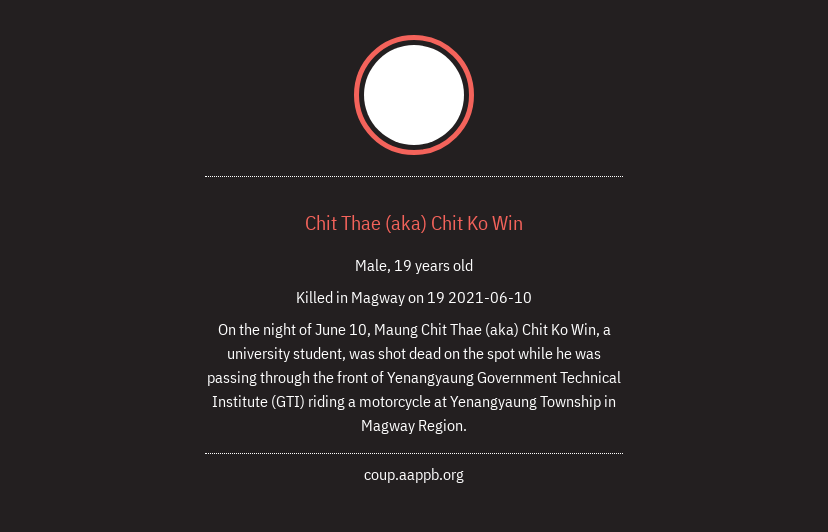 Chit Thae (aka) Chit Ko Win
Male, 19 years old
Killed in Magway on 19 2021-06-10
On the night of June 10, Maung Chit Thae (aka) Chit Ko Win, a
university student, was shot dead on the spot while he was
passing through the front of Yenangyaung Government Technical
Institute (GTI) riding a motorcycle at Yenangyaung Township in
Magway Region.
coup.aappb.org